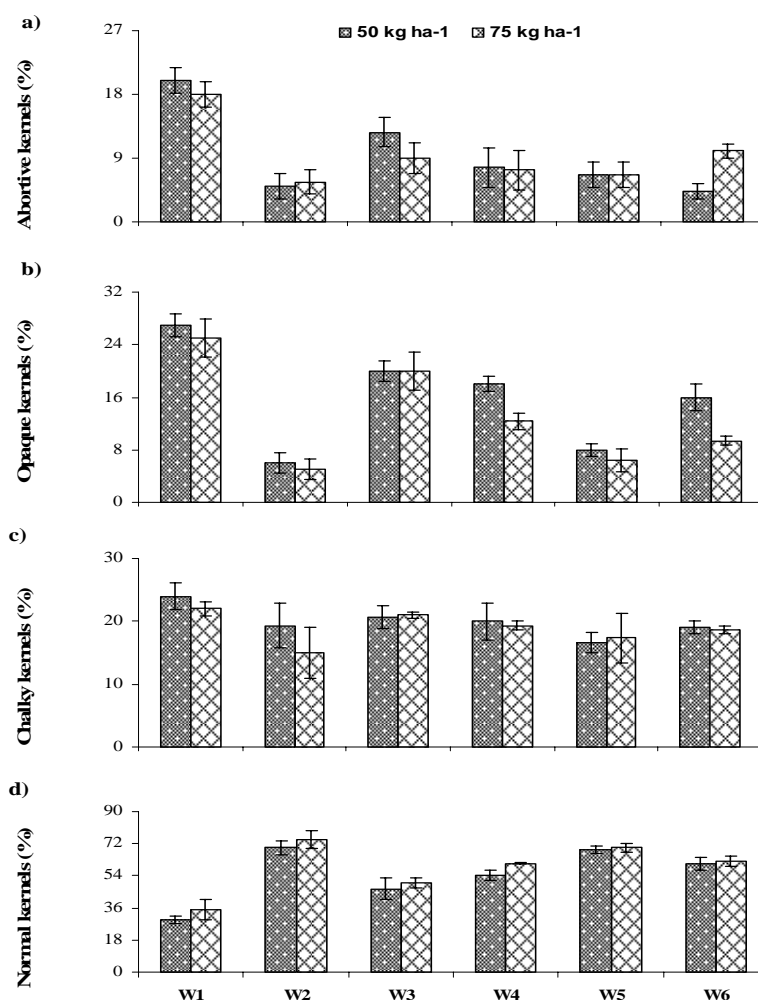 a)
50 kg ha-1 75 kg ha-1
Abortive kernels (%)
27
18
9
0
b)
Opaque kernels (%)
32
24
16
8
0
c)
Chalky kernels (%)
30
20
10
0
d)
Normal kernels (%)
90
72
54
36
18
0
W1 W2 W3 W4 W5 W6